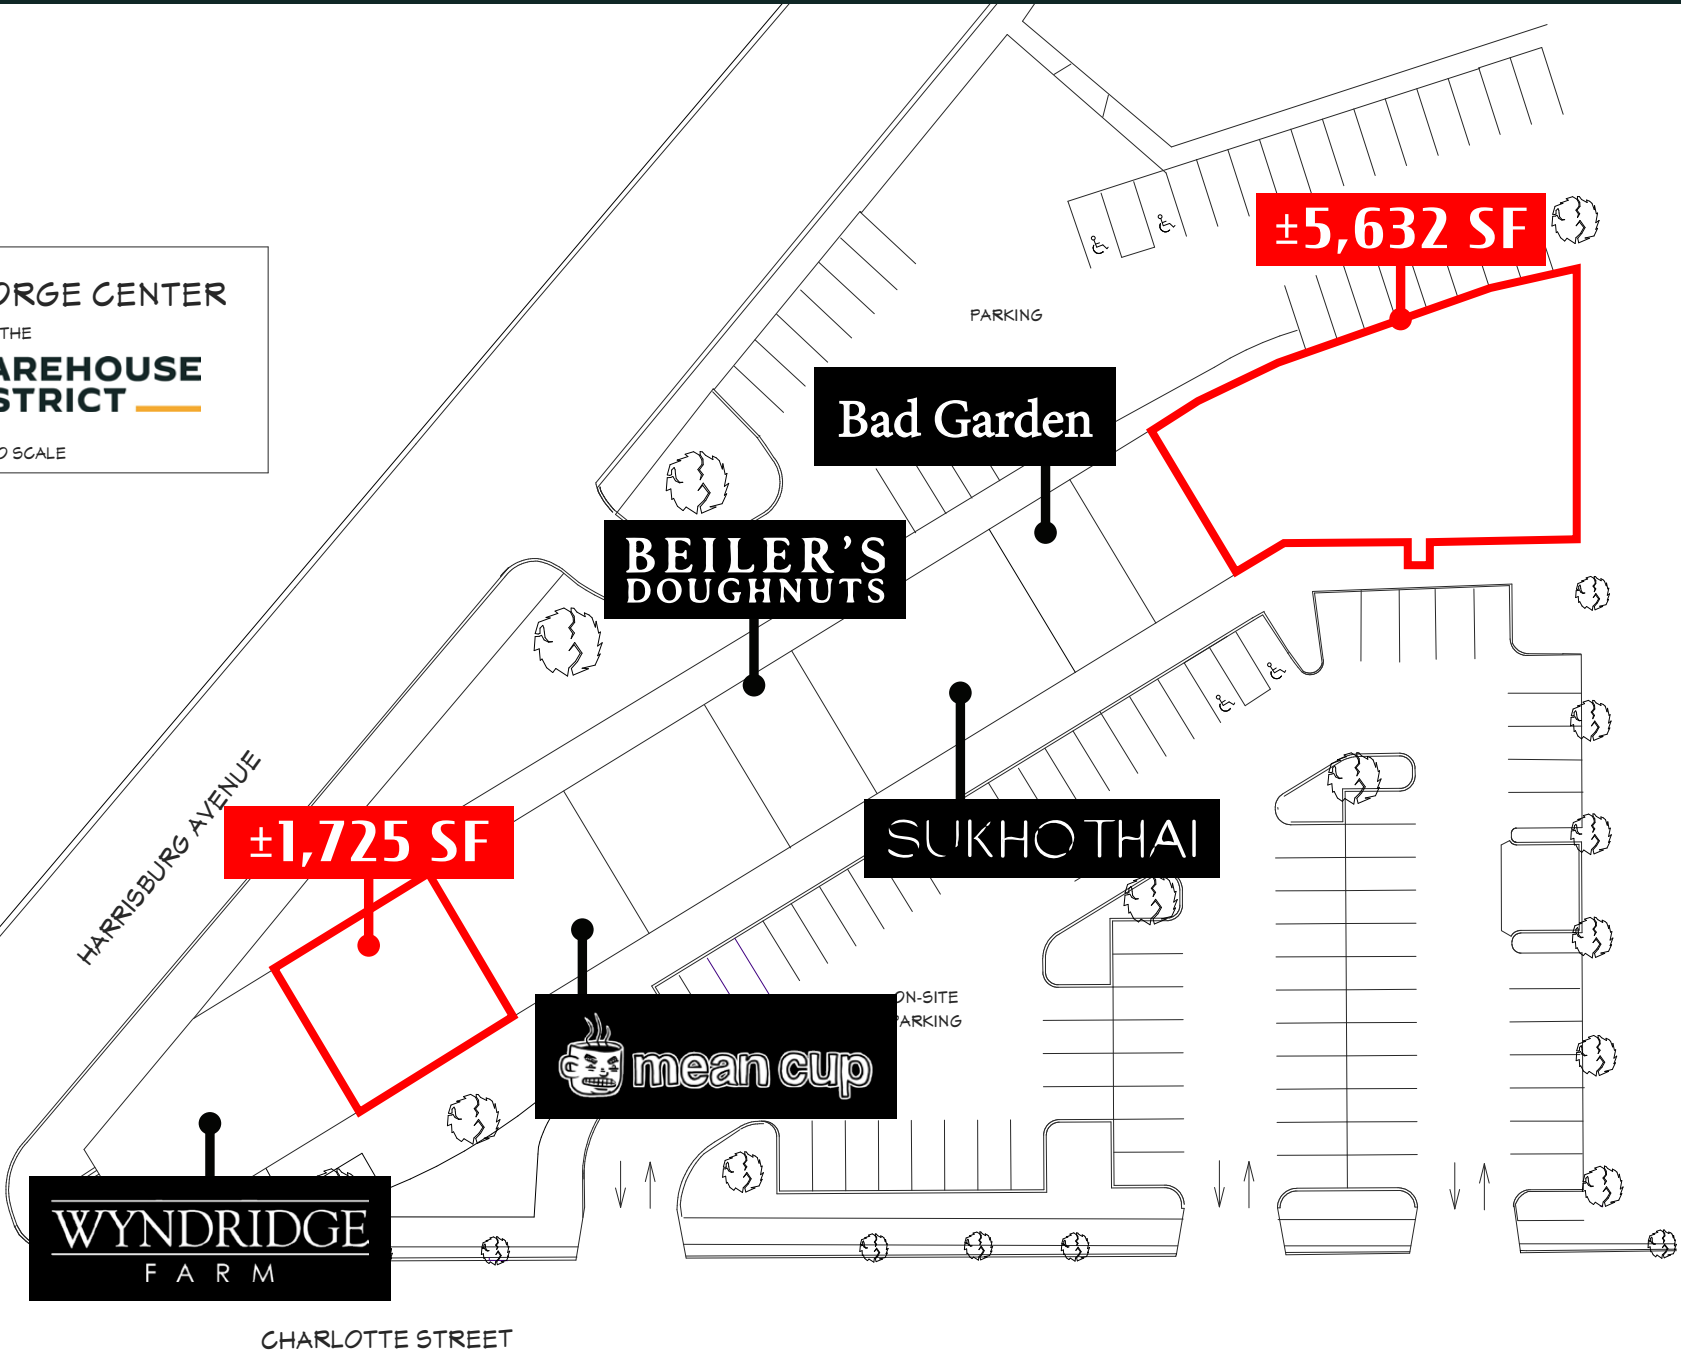 ORGE CENTER
THE
AREHOUSE
STRICT
O SCALE
±5,632 SF
PARKING
Bad Garden
BEILER'S
DOUGHNUTS
HARRISBURG AVENUE
±1,725 SF
SUKHOTHAI
ON-SITE
PARKING
mean cup
WYNDRIDGE
FARM
CHARLOTTE STREET